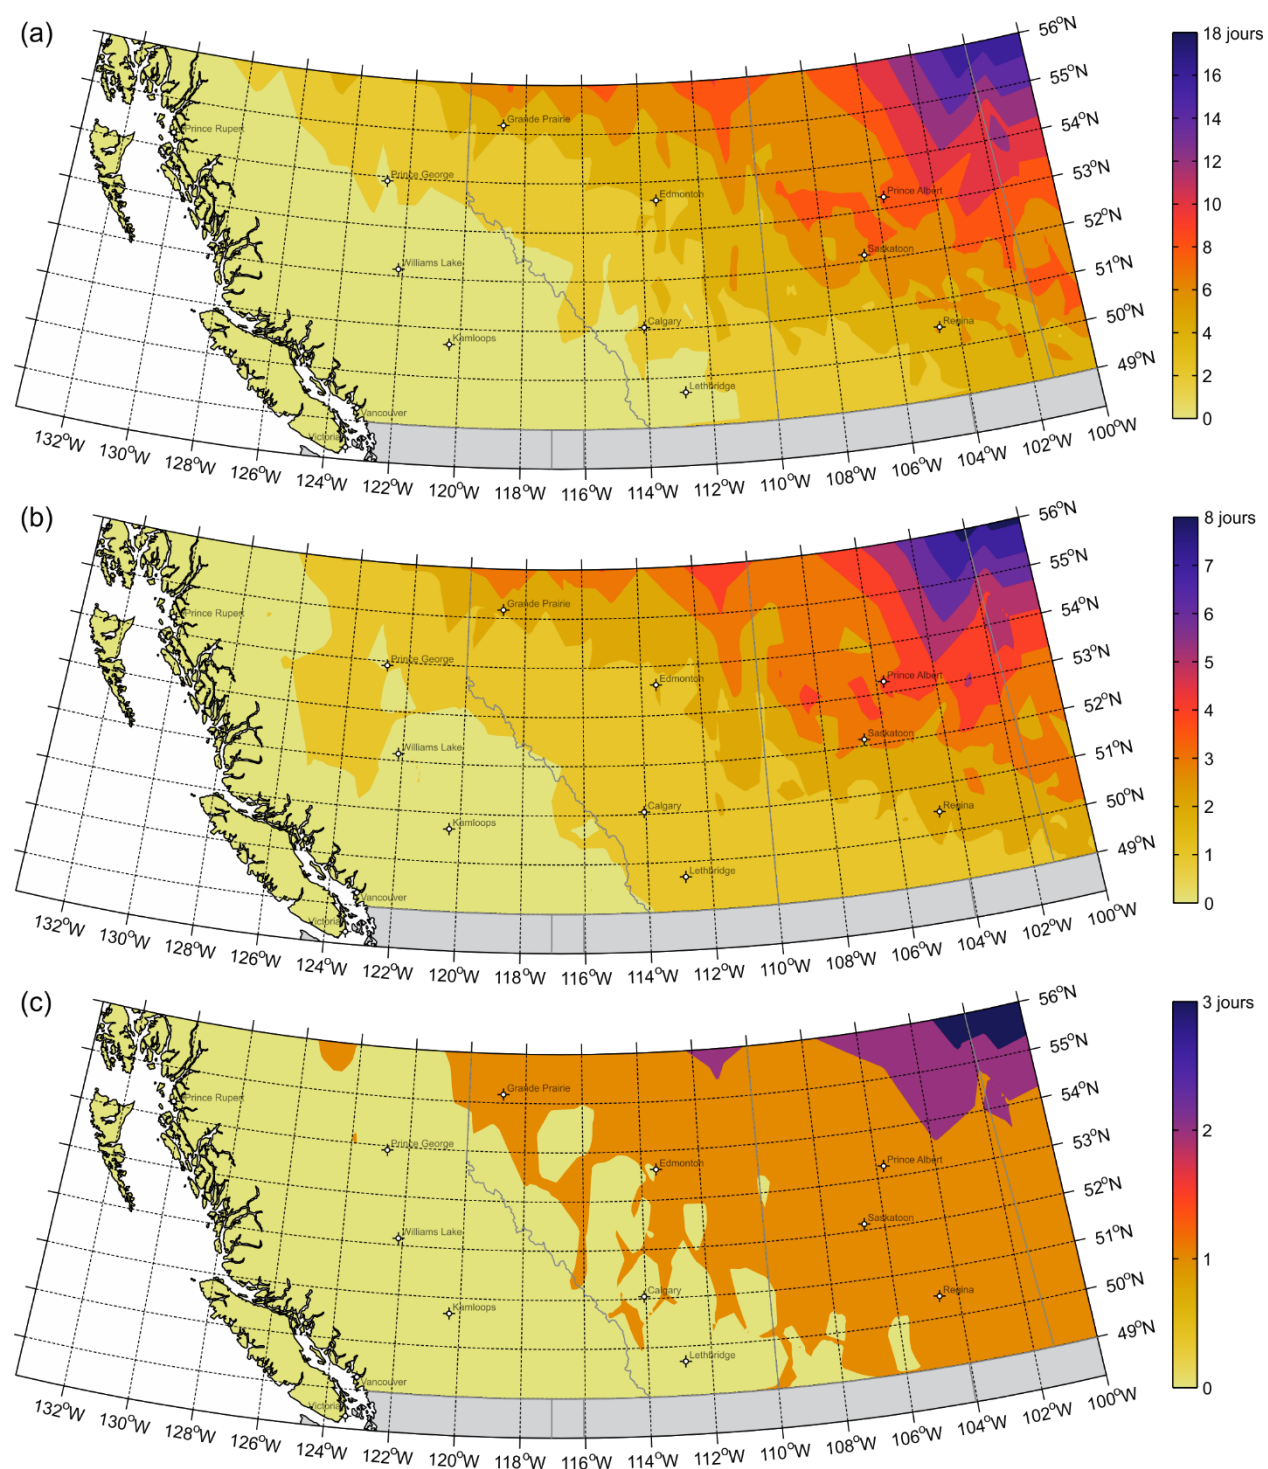 (a)
Prince Rupert
Grande Prairie
Prince George
Edmonton
Prince Albert
Williams Lake
Saskatoon
Kamloops
Calgary
Regina
Lethbridge
Vancouver
Victoria
56°N
55°N
54°N
53°N
52°N
51°N
50°N
49°N
132°W
130°W
128°W
126°W
124°W
122°W
120°W
118°W
116°W
114°W
112°W
110°W
108°W
106°W
104°W
102°W
100°W
18 jours
16
14
12
10
8
6
4
2
0
(b)
Prince Rupert
Grande Prairie
Prince George
Edmonton
Prince Albert
Williams Lake
Saskatoon
Kamloops
Calgary
Regina
Lethbridge
Vancouver
Victoria
56°N
55°N
54°N
53°N
52°N
51°N
50°N
49°N
132°W
130°W
128°W
126°W
124°W
122°W
120°W
118°W
116°W
114°W
112°W
110°W
108°W
106°W
104°W
102°W
100°W
8 jours
7
6
5
4
3
2
1
0
(c)
Prince Rupert
Grande Prairie
Prince George
Edmonton
Prince Albert
Williams Lake
Saskatoon
Kamloops
Calgary
Regina
Lethbridge
Vancouver
Victoria
56°N
55°N
54°N
53°N
52°N
51°N
50°N
49°N
132°W
130°W
128°W
126°W
124°W
122°W
120°W
118°W
116°W
114°W
112°W
110°W
108°W
106°W
104°W
102°W
100°W
3 jours
2
1
0